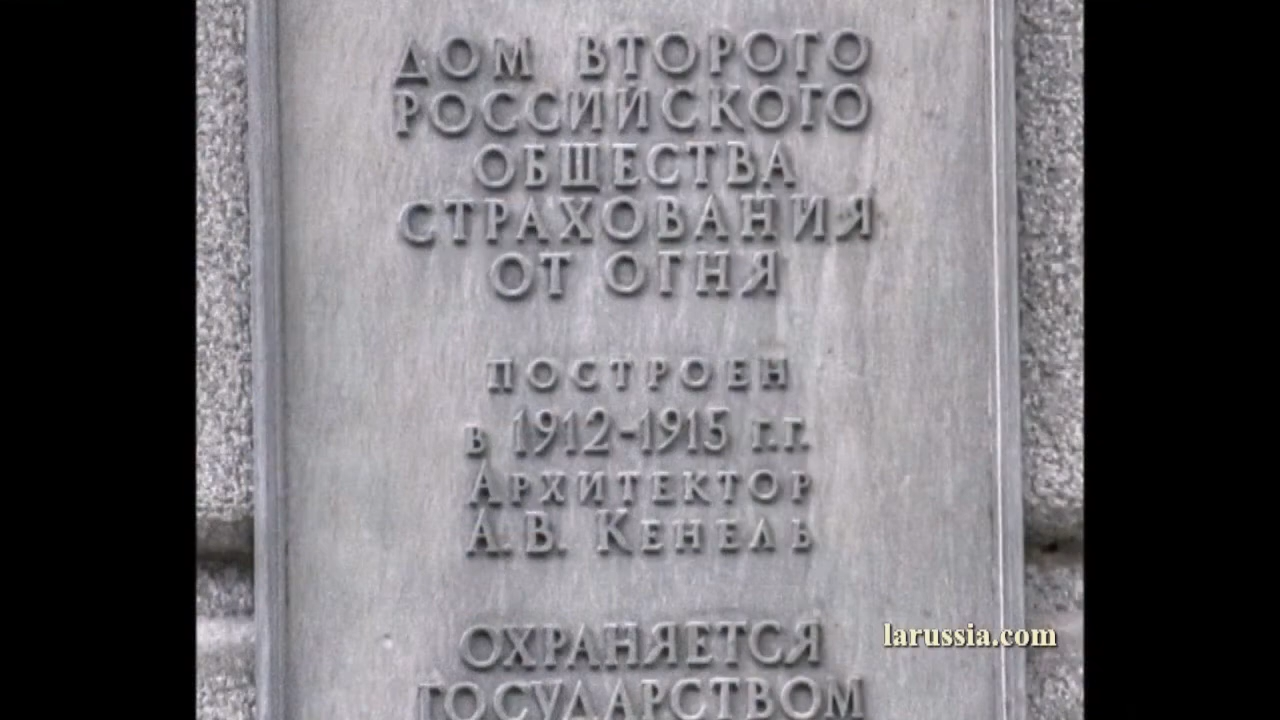 ДОМ ВТОРОГО
РОССИЙСКОГО
ОБЩЕСТВА
СТРАХОВАНИЯ
ОТ ОГНЯ
ПОСТРОЕН
В 1912-1915 Г.Г.
АРХИТЕКТОР
А.В. КЕНЕЛЬ
ОХРАНЯЕТСЯ
ГОСУДАРСТВОМ
larussia.com